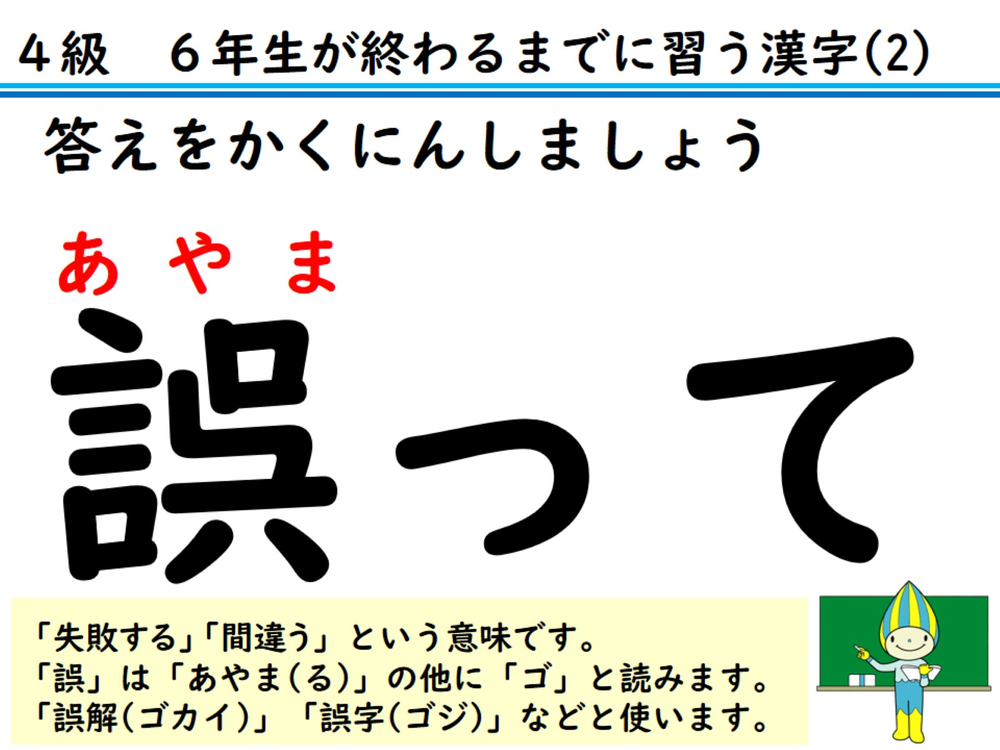 ４級　６年生が終わるまでに習う漢字(2)
答えをかくにんしましょう
あやま
誤って
「失敗する」「間違う」という意味です。
「誤」は「あやま(る)」の他に「ゴ」と読みます。
「誤解(ゴカイ)」「誤字(ゴジ)」などと使います。